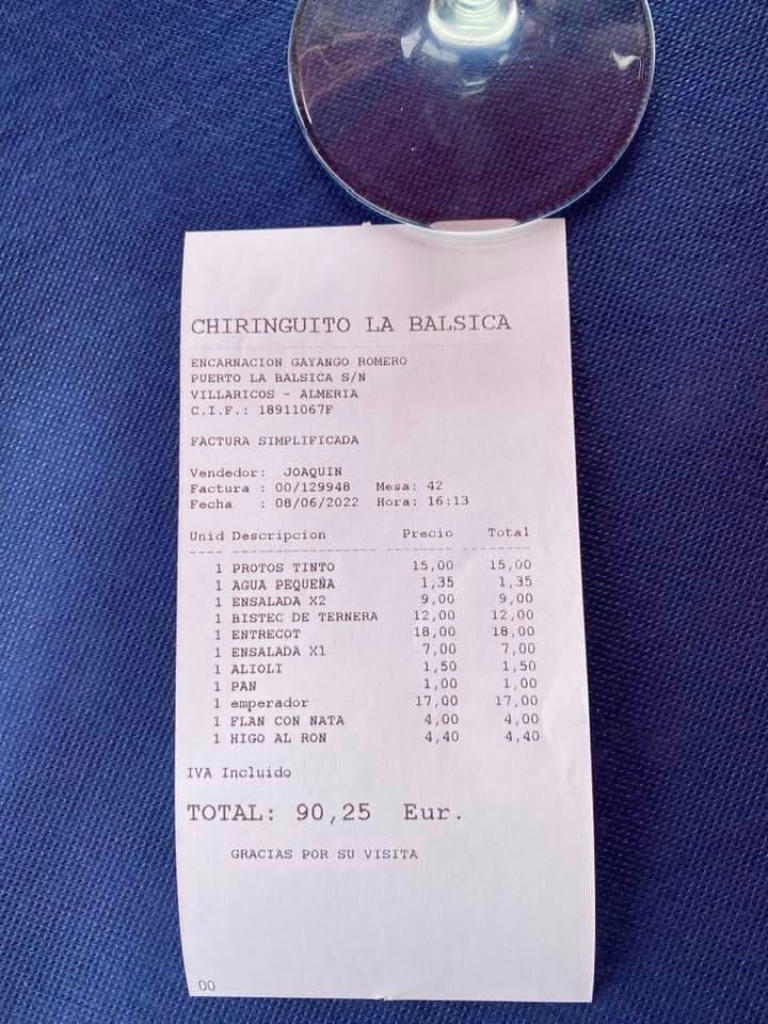 CHIRINGUITO LA BALSICA
ENCARNACION GAYANGO ROMERO
PUERTO LA BALSICA S/N
VILLARICOS - ALMERIA
C.I.F.: 18911067F
FACTURA SIMPLIFICADA
Vendedor: JOAQUIN
Factura : 00/129948 Mesa: 42
Fecha : 08/06/2022 Hora: 16:13
Unid Descripcion Precio Total
1 PROTOS TINTO 15,00 15,00
1 AGUA PEQUEÑA 1,35 1,35
1 ENSALADA X2 9,00 9,00
1 BISTEC DE TERNERA 12,00 12,00
1 ENTRECOT 18,00 18,00
1 ENSALADA X1 7,00 7,00
1 ALIOLI 1,50 1,50
1 PAN 1,00 1,00
1 emperador 17,00 17,00
1 FLAN CON NATA 4,00 4,00
1 HIGO AL RON 4,40 4,40
IVA Incluido
TOTAL: 90,25 Eur.
GRACIAS POR SU VISITA
00